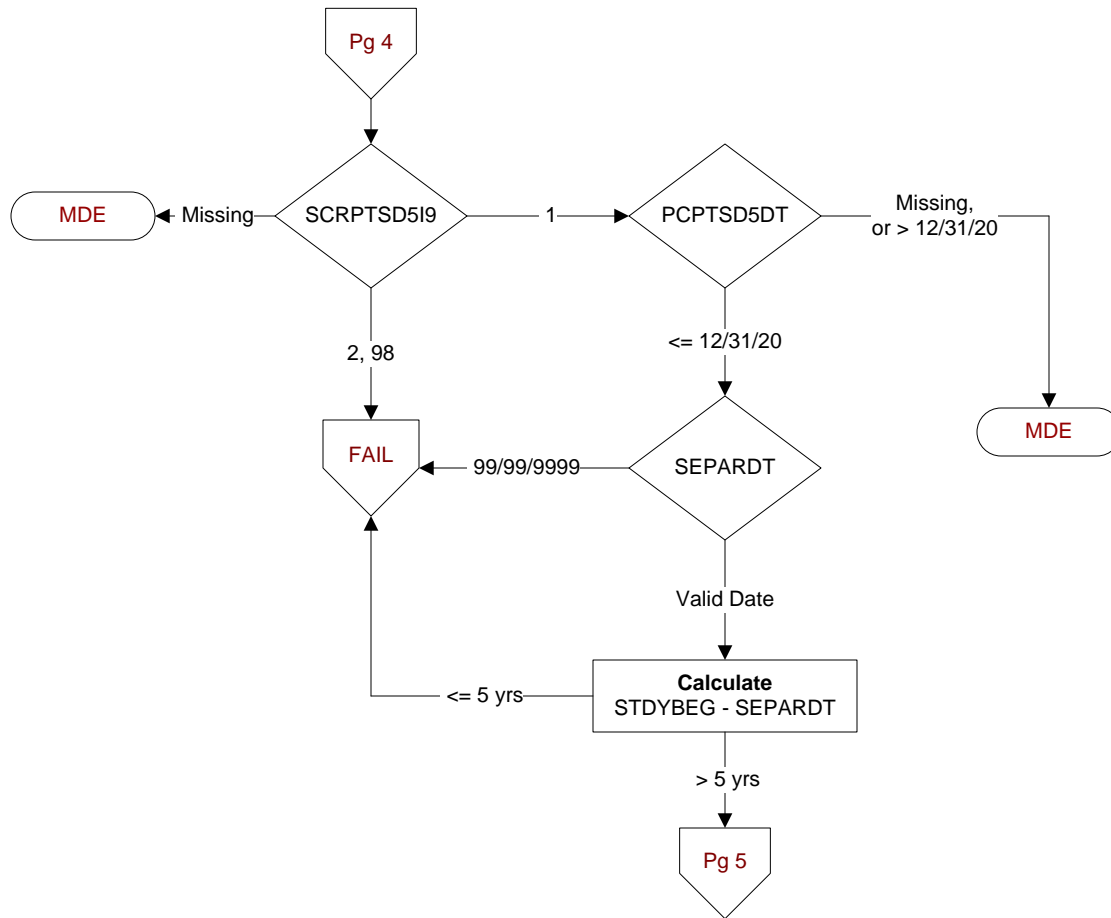 Pg 4
MDE
Missing
SCRPTSD5I9
1
PCPTSD5DT
Missing,
or > 12/31/20
2, 98
<= 12/31/20
MDE
FAIL
99/99/9999
SEPARDT
Valid Date
<= 5 yrs
Calculate
STDYBEG - SEPARDT
> 5 yrs
Pg 5